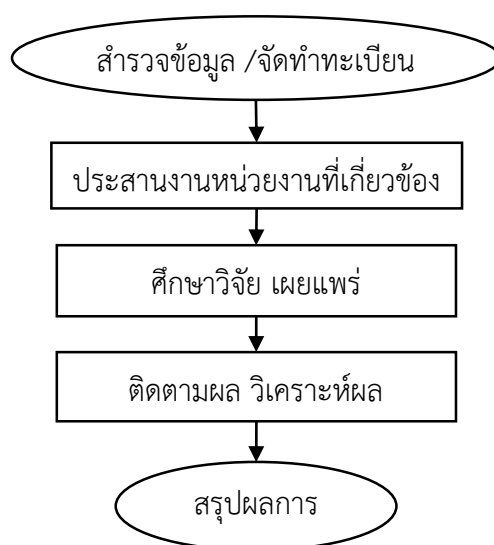 สำรวจข้อมูล /จัดทำทะเบียน
ประสานงานหน่วยงานที่เกี่ยวข้อง
ศึกษาวิจัย เผยแพร่
ติดตามผล วิเคราะห์ผล
สรุปผลการ